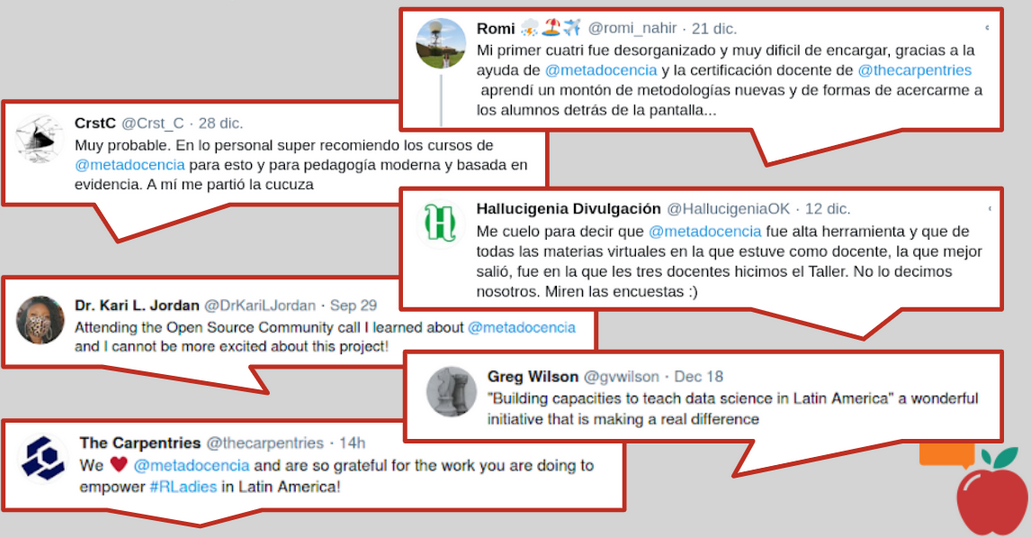 Romi ⛈️ 🏖️ ✈️ @romi_nahir · 21 dic.
Mi primer cuatri fue desorganizado y muy dificil de encargar, gracias a la
ayuda de @metadocencia y la certificación docente de @thecarpentries
aprendí un montón de metodologías nuevas y de formas de acercarme a
los alumnos detrás de la pantalla...
CrstC @Crst_C · 28 dic.
Muy probable. En lo personal super recomiendo los cursos de
@metadocencia para esto y para pedagogía moderna y basada en
evidencia. A mí me partió la cucuza
Hallucigenia Divulgación @HallucigeniaOK · 12 dic.
Me cuelo para decir que @metadocencia fue alta herramienta y que de
todas las materias virtuales en la que estuve como docente, la que mejor
salió, fue en la que les tres docentes hicimos el Taller. No lo decimos
nosotros. Miren las encuestas :)
Dr. Kari L. Jordan @DrKariLJordan · Sep 29
Attending the Open Source Community call I learned about @metadocencia
and I cannot be more excited about this project!
Greg Wilson @gvwilson · Dec 18
"Building capacities to teach data science in Latin America" a wonderful
initiative that is making a real difference
The Carpentries @thecarpentries · 14h
We ♥ @metadocencia and are so grateful for the work you are doing to
empower #RLadies in Latin America!